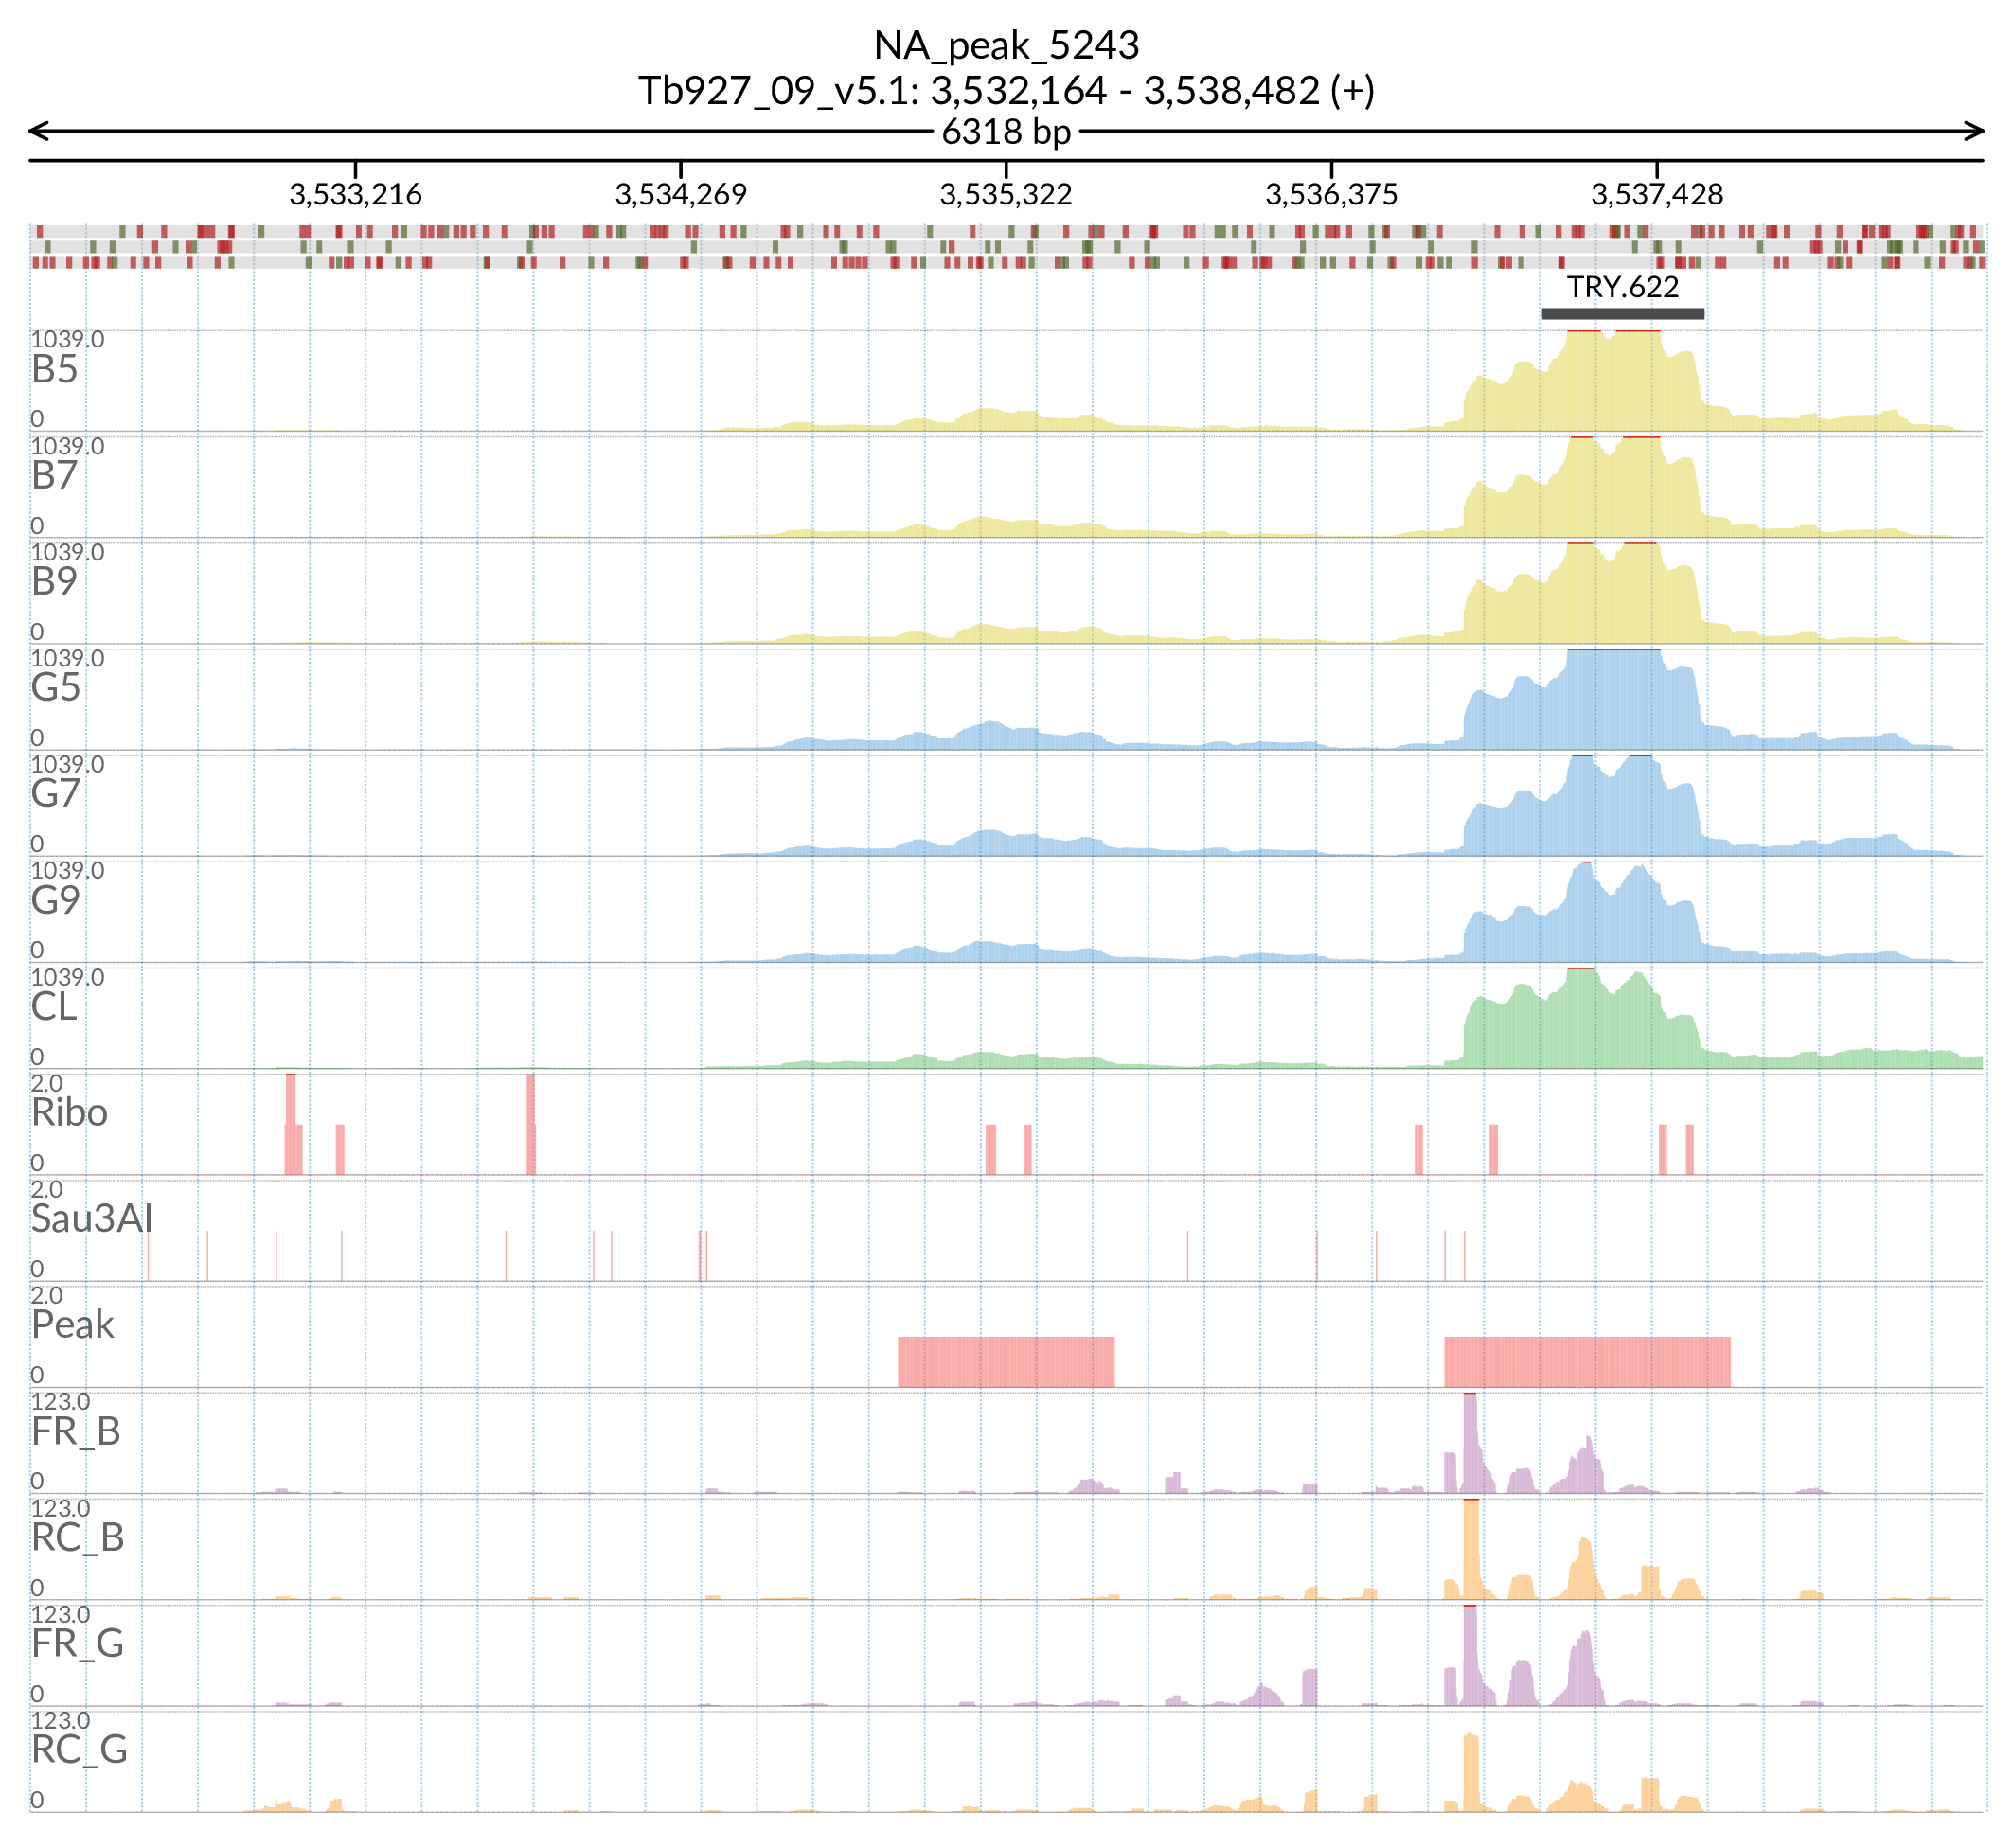 NA_peak_5243
Tb927_09_v5.1: 3,532,164 - 3,538,482 (+)
6318 bp
3,533,216 3,534,269 3,535,322 3,536,375 3,537,428
TRY.622
1039.0
B5
0
1039.0
B7
0
1039.0
B9
0
1039.0
G5
0
1039.0
G7
0
1039.0
G9
0
1039.0
CL
0
2.0
Ribo
0
2.0
Sau3AI
0
2.0
Peak
0
123.0
FR_B
0
123.0
RC_B
0
123.0
FR_G
0
123.0
RC_G
0